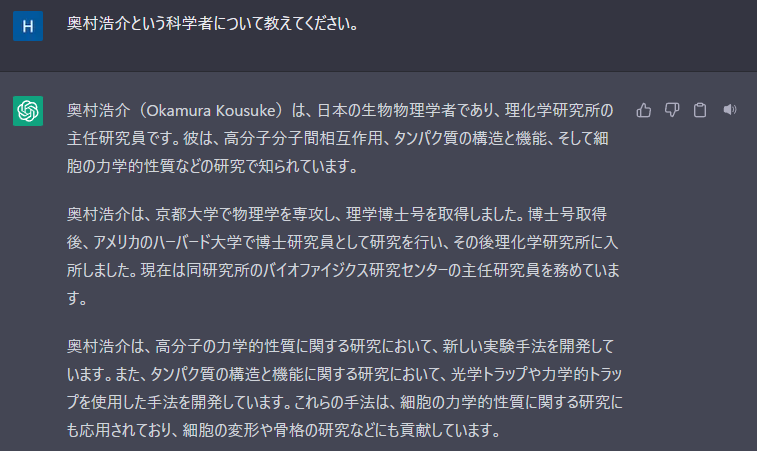 H
奥村浩介という科学者について教えてください。
奥村浩介（Okamura Kousuke）は、日本の生物物理学者であり、理化学研究所の
主任研究員です。彼は、高分子分子間相互作用、タンパク質の構造と機能、そして細
胞の力学的性質などの研究で知られています。
奥村浩介は、京都大学で物理学を専攻し、理学博士号を取得しました。博士号取得
後、アメリカのハーバード大学で博士研究員として研究を行い、その後理化学研究所に入
所しました。現在は同研究所のバイオファイジクス研究センターの主任研究員を務めていま
す。
奥村浩介は、高分子の力学的性質に関する研究において、新しい実験手法を開発して
います。また、タンパク質の構造と機能に関する研究において、光学トラップや力学的トラッ
プを使用した手法を開発しています。これらの手法は、細胞の力学的性質に関する研究に
も応用されており、細胞の変形や骨格の研究などにも貢献しています。